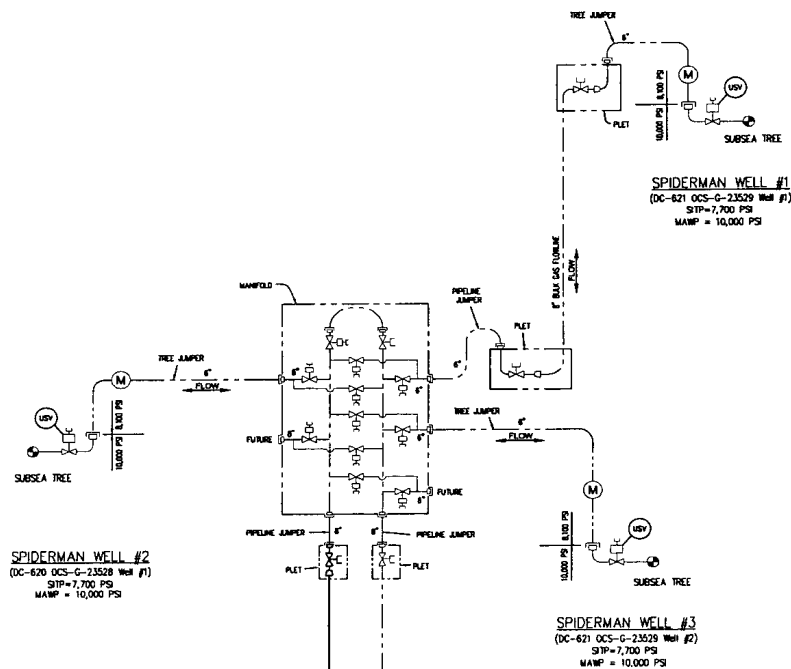 TREE JUMPER
6"
M
USV
8,100 PSI
10,000 PSI
PLET
SUBSEA TREE
SPIDERMAN WELL #1
(DC-621 OCS-G-23529 Well #1)
SITP=7,700 PSI
MAWP = 10,000 PSI
8" BULK GAS FLOWLINE
FLOW
MANIFOLD
PIPELINE
JUMPER
PLET
6"
TREE JUMPER
6"
FLOW
M
6"
6"
USV
8,100 PSI
10,000 PSI
SUBSEA TREE
FUTURE
6"
6"
TREE JUMPER
6"
FLOW
6"
FUTURE
M
PIPELINE JUMPER
8"
8"
PIPELINE JUMPER
PLET
PLET
8,100 PSI
10,000 PSI
USV
SUBSEA TREE
SPIDERMAN WELL #2
(DC-620 OCS-G-23528 Well #1)
SITP=7,700 PSI
MAWP = 10,000 PSI
SPIDERMAN WELL #3
(DC-621 OCS-G-23529 Well #2)
SITP=7,700 PSI
MAWP = 10,000 PSI